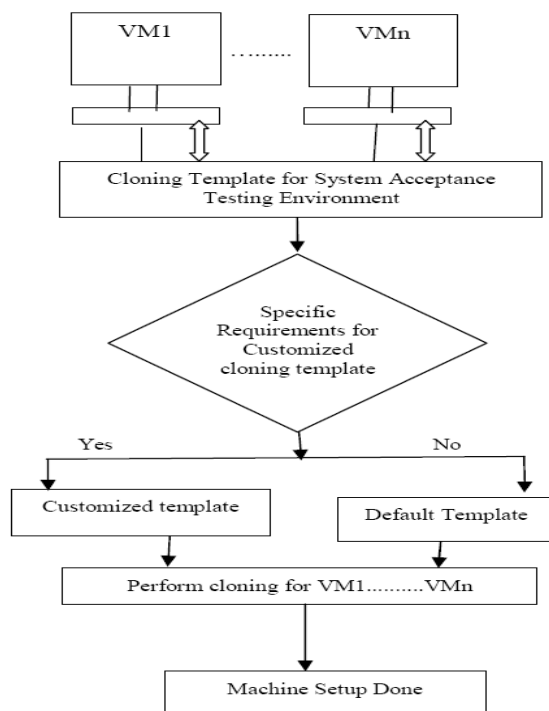 VM1
...........
VMn
Cloning Template for System Acceptance
Testing Environment
Specific
Requirements for
Customized
cloning template
Yes
No
Customized template
Default Template
Perform cloning for VM1..........VMn
Machine Setup Done